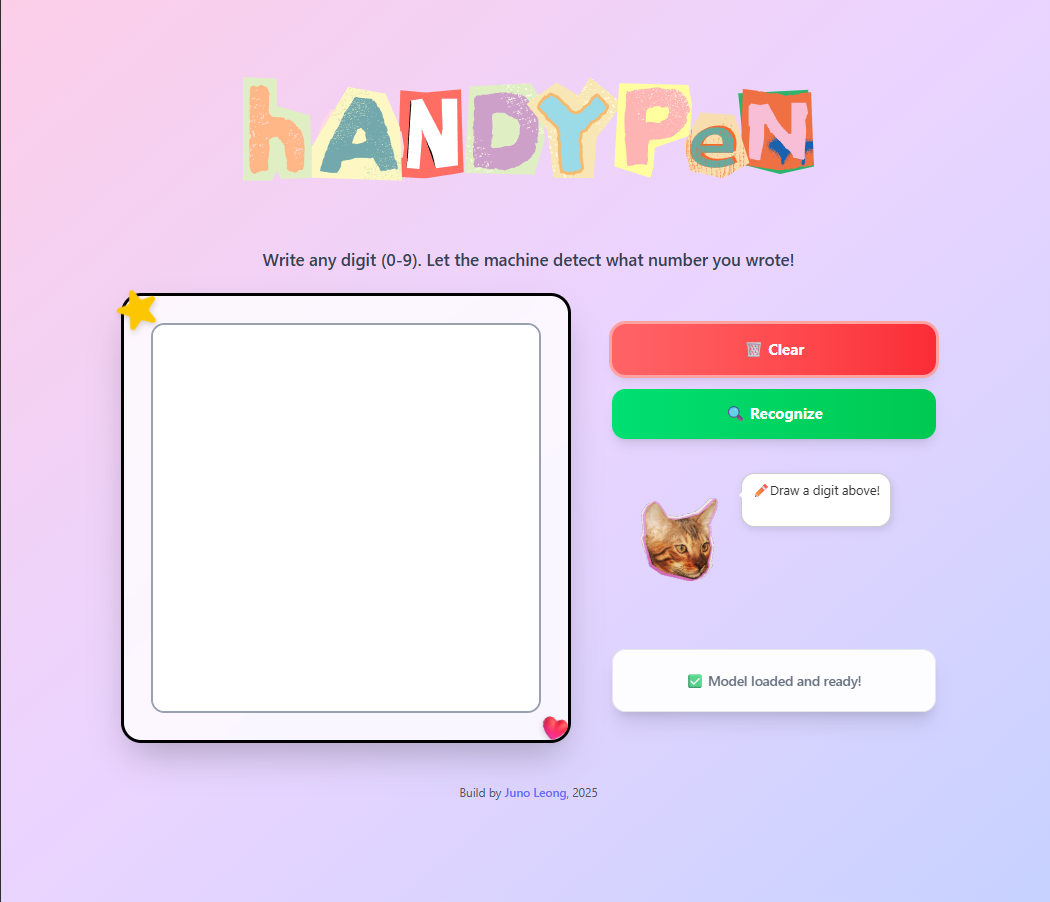 hANDYPeN
Write any digit (0-9). Let the machine detect what number you wrote!
🗑️ Clear
🔍 Recognize
✏️Draw a digit above!
✅ Model loaded and ready!
Build by Juno Leong, 2025